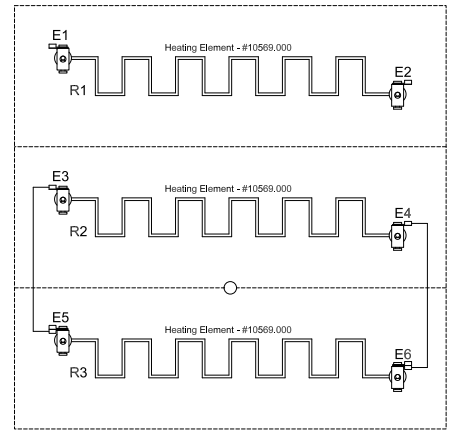 E1
Heating Element - #10569.000
R1
E2
E3
Heating Element - #10569.000
R2
E4
E5
Heating Element - #10569.000
R3
E6